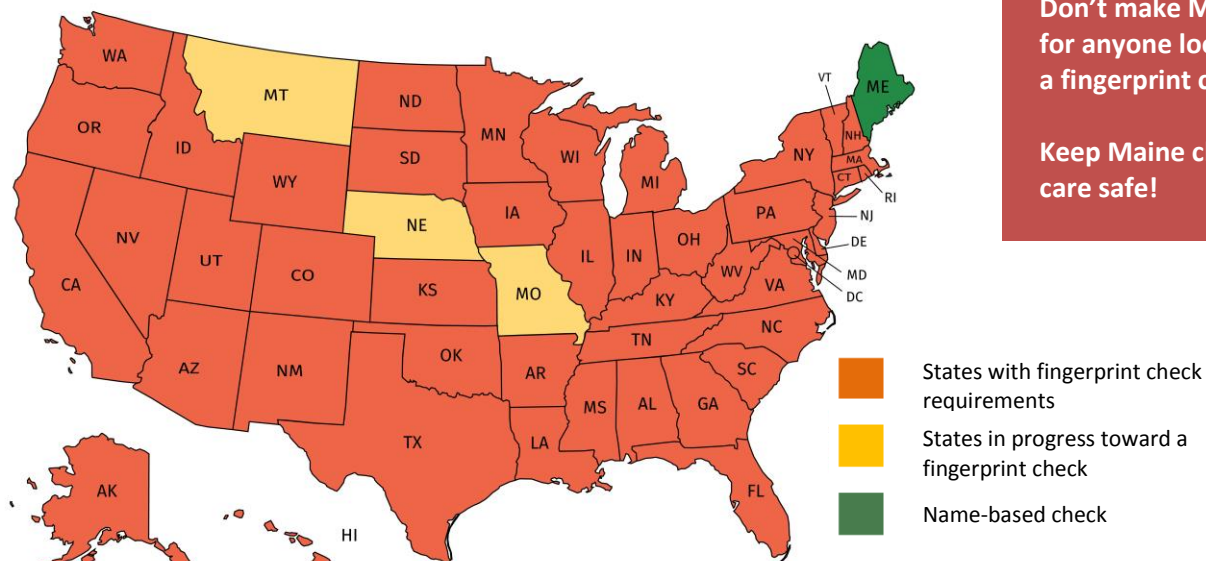 Don't make M
for anyone loo
a fingerprint c
Keep Maine c
care safe!
WA
MT
ND
MN
VT
ME
OR
ID
SD
WI
NH
NY
MA
WY
MI
CT
RI
IA
PA
NE
NJ
NV
OH
IL
IN
DE
UT
WV
CA
CO
MD
VA
KS
MO
DC
KY
NC
TN
OK
AZ
NM
AR
SC
MS
AL
GA
TX
LA
FL
AK
HI
States with fingerprint check
requirements
States in progress toward a
fingerprint check
Name-based check